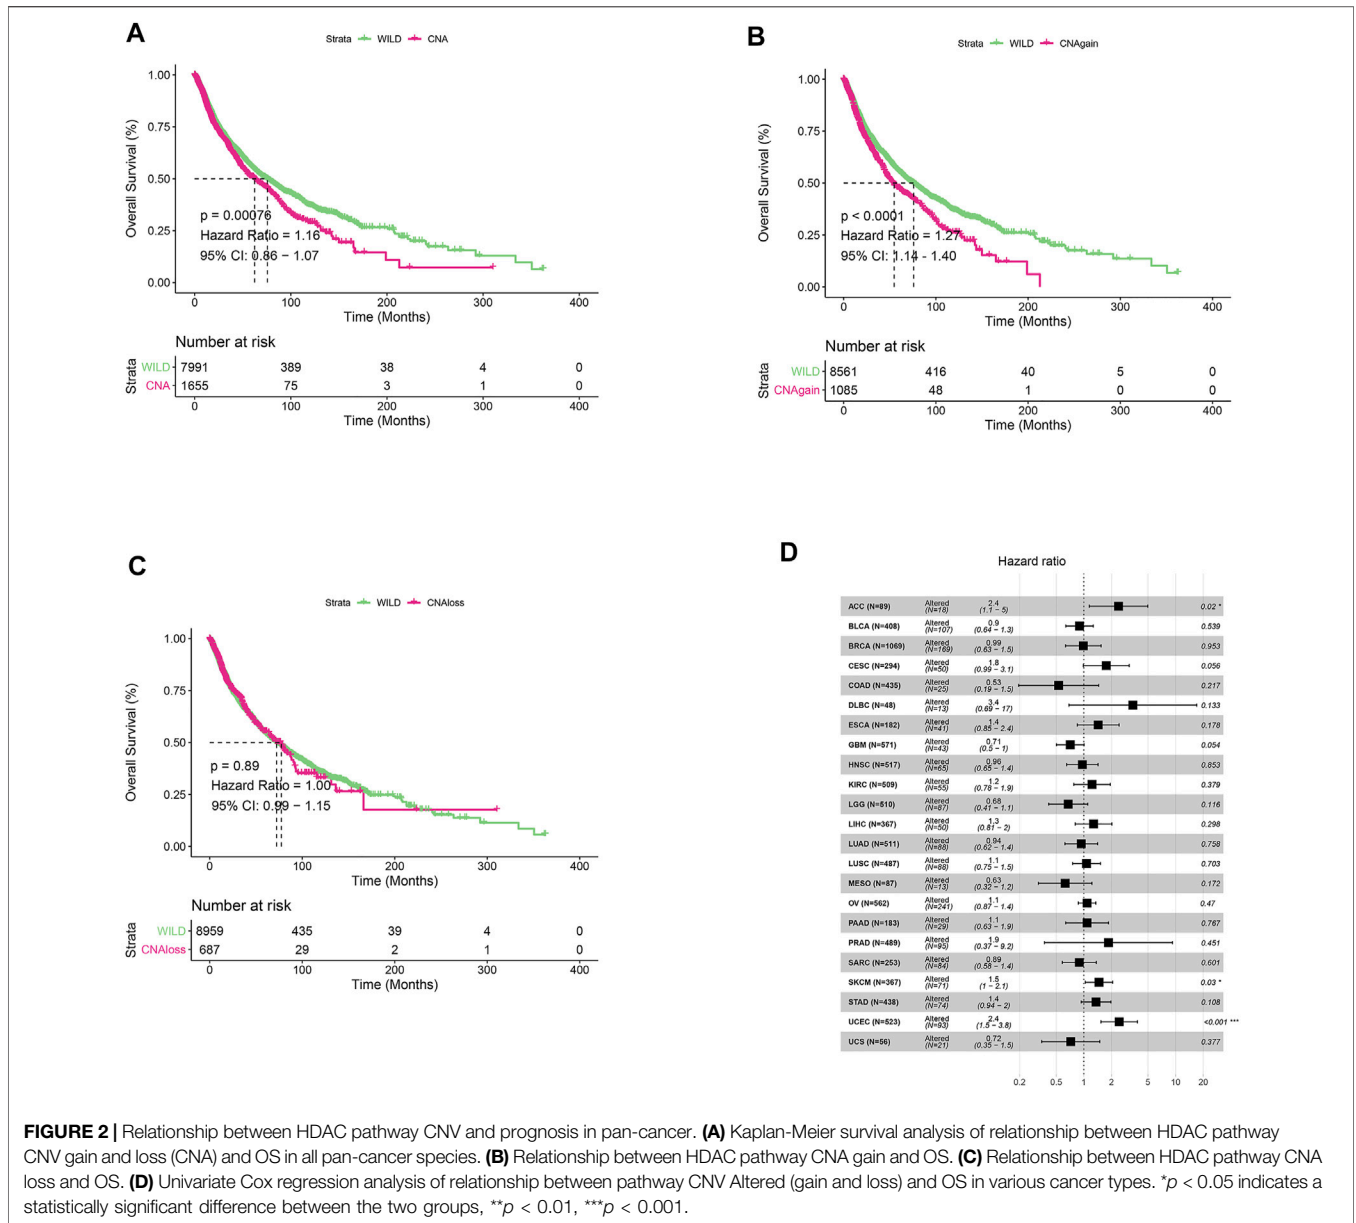 A
Strata WILD CNA
1.00
0.75
0.50
0.25
0.00
Overall Survival (%)
p = 0.00076
Hazard Ratio = 1.16
95% CI: 0.86 − 1.07
0 100 200 300 400
Time (Months)
Number at risk
Strata
WILD 7991 389 38 4 0
CNA 1655 75 3 1 0
0 100 200 300 400
Time (Months)
B
Strata WILD CNAgain
1.00
0.75
0.50
0.25
0.00
Overall Survival (%)
p < 0.0001
Hazard Ratio = 1.27
95% CI: 1.14 - 1.40
0 100 200 300 400
Time (Months)
Number at risk
Strata
WILD 8561 416 40 5 0
CNAgain 1085 48 1 0 0
0 100 200 300 400
Time (Months)
C
Strata WILD CNAloss
1.00
0.75
0.50
0.25
0.00
Overall Survival (%)
p = 0.89
Hazard Ratio = 1.00
95% CI: 0.99 − 1.15
0 100 200 300 400
Time (Months)
Number at risk
Strata
WILD 8959 435 39 4 0
CNAloss 687 29 2 1 0
0 100 200 300 400
Time (Months)
D
Hazard ratio
ACC (N=89) Altered (N=18) 2.4 (1.1 − 5) 0.02 *
BLCA (N=408) Altered (N=107) 0.9 (0.64 − 1.3) 0.539
BRCA (N=1069) Altered (N=169) 0.99 (0.63 − 1.5) 0.953
CESC (N=294) Altered (N=50) 1.8 (0.99 − 3.1) 0.056
COAD (N=435) Altered (N=25) 0.53 (0.19 − 1.5) 0.217
DLBC (N=48) Altered (N=13) 3.4 (0.69 − 17) 0.133
ESCA (N=182) Altered (N=41) 1.4 (0.85 − 2.4) 0.178
GBM (N=571) Altered (N=43) 0.71 (0.5 − 1) 0.054
HNSC (N=517) Altered (N=65) 0.96 (0.65 − 1.4) 0.853
KIRC (N=509) Altered (N=55) 1.2 (0.78 − 1.9) 0.379
LGG (N=510) Altered (N=87) 0.68 (0.41 − 1.1) 0.116
LIHC (N=367) Altered (N=50) 1.3 (0.81 − 2) 0.298
LUAD (N=511) Altered (N=88) 0.94 (0.62 − 1.4) 0.758
LUSC (N=487) Altered (N=88) 1.1 (0.75 − 1.5) 0.703
MESO (N=87) Altered (N=13) 0.63 (0.32 − 1.2) 0.172
OV (N=562) Altered (N=241) 1.1 (0.87 − 1.4) 0.47
PAAD (N=183) Altered (N=29) 1.1 (0.63 − 1.9) 0.767
PRAD (N=489) Altered (N=95) 1.9 (0.37 − 9.2) 0.451
SARC (N=253) Altered (N=84) 0.89 (0.58 − 1.4) 0.601
SKCM (N=367) Altered (N=71) 1.5 (1 − 2.1) 0.03 *
STAD (N=438) Altered (N=74) 1.4 (0.94 − 2) 0.108
UCEC (N=523) Altered (N=93) 2.4 (1.5 − 3.8) <0.001 ***
UCS (N=56) Altered (N=21) 0.72 (0.35 − 1.5) 0.377
0.2 0.5 1 2 5 10 20
FIGURE 2 | Relationship between HDAC pathway CNV and prognosis in pan-cancer. (A) Kaplan-Meier survival analysis of relationship between HDAC pathway
CNV gain and loss (CNA) and OS in all pan-cancer species. (B) Relationship between HDAC pathway CNA gain and OS. (C) Relationship between HDAC pathway CNA
loss and OS. (D) Univariate Cox regression analysis of relationship between pathway CNV Altered (gain and loss) and OS in various cancer types. *p < 0.05 indicates a
statistically significant difference between the two groups, **p < 0.01, ***p < 0.001.